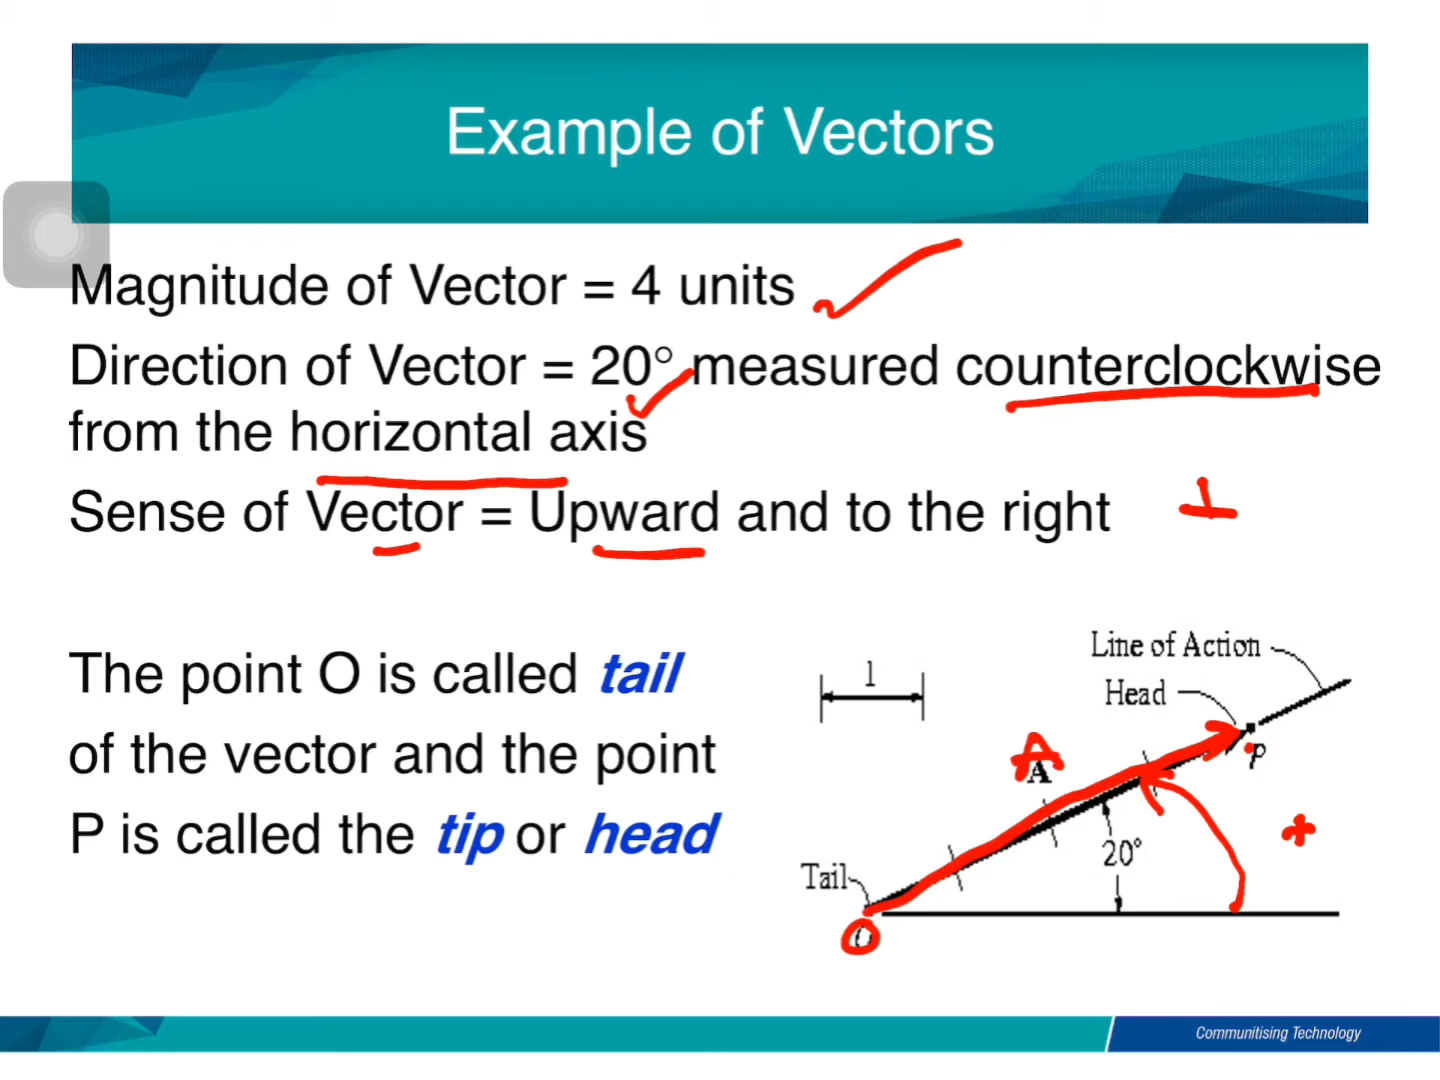 Example of Vectors
Magnitude of Vector = 4 units
Direction of Vector = 20° measured counterclockwise
from the horizontal axis
Sense of Vector = Upward and to the right
The point O is called tail
of the vector and the point
P is called the tip or head
Line of Action
1
Head
A
A
P
20°
+
Tail
O
Communitising Technology